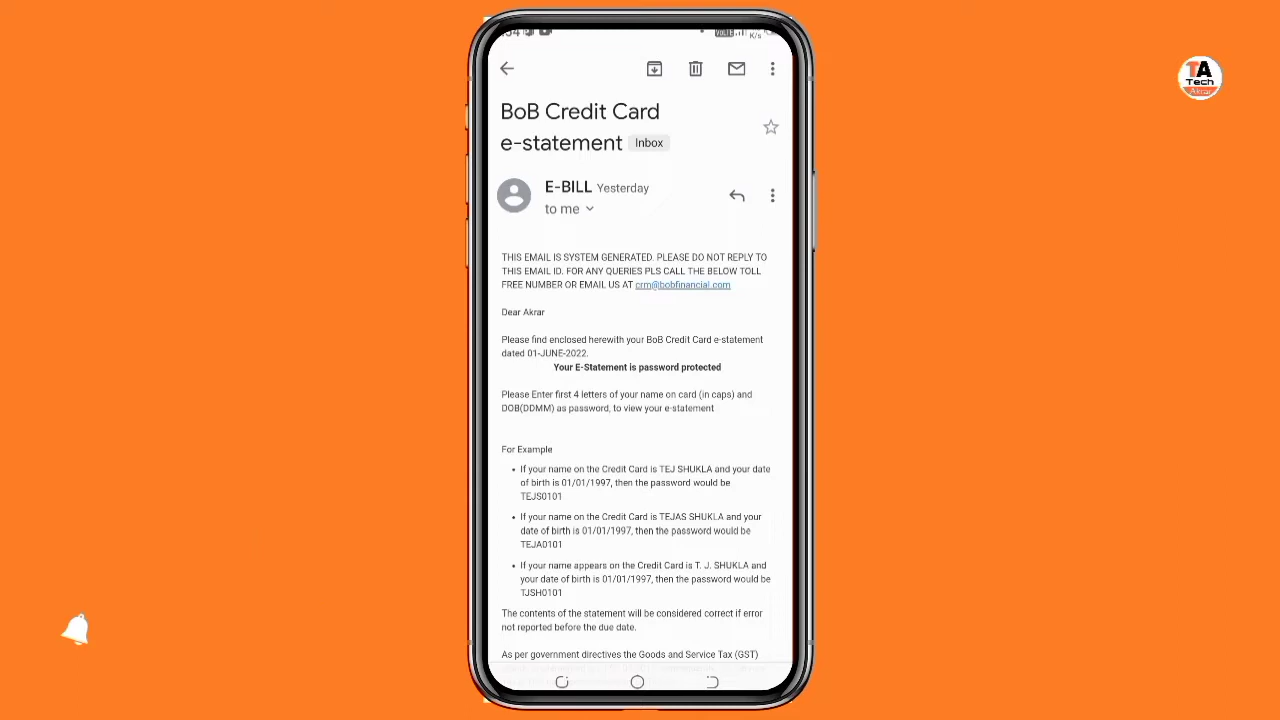 VOLTE
K/s
TA
Tech
Akrar
BoB Credit Card
e-statement Inbox
E-BILL Yesterday
to me
THIS EMAIL IS SYSTEM GENERATED. PLEASE DO NOT REPLY TO
THIS EMAIL ID. FOR ANY QUERIES PLS CALL THE BELOW TOLL
FREE NUMBER OR EMAIL US AT crm@bobfinancial.com
Dear Akrar
Please find enclosed herewith your BoB Credit Card e-statement
dated 01-JUNE-2022.
Your E-Statement is password protected
Please Enter first 4 letters of your name on card (in caps) and
DOB(DDMM) as password, to view your e-statement
For Example
• If your name on the Credit Card is TEJ SHUKLA and your date
of birth is 01/01/1997, then the password would be
TEJS0101
• If your name on the Credit Card is TEJAS SHUKLA and your
date of birth is 01/01/1997, then the password would be
TEJA0101
• If your name appears on the Credit Card is T. J. SHUKLA and
your date of birth is 01/01/1997, then the password would be
TJSH0101
The contents of the statement will be considered correct if error
not reported before the due date.
As per government directives the Goods and Service Tax (GST)